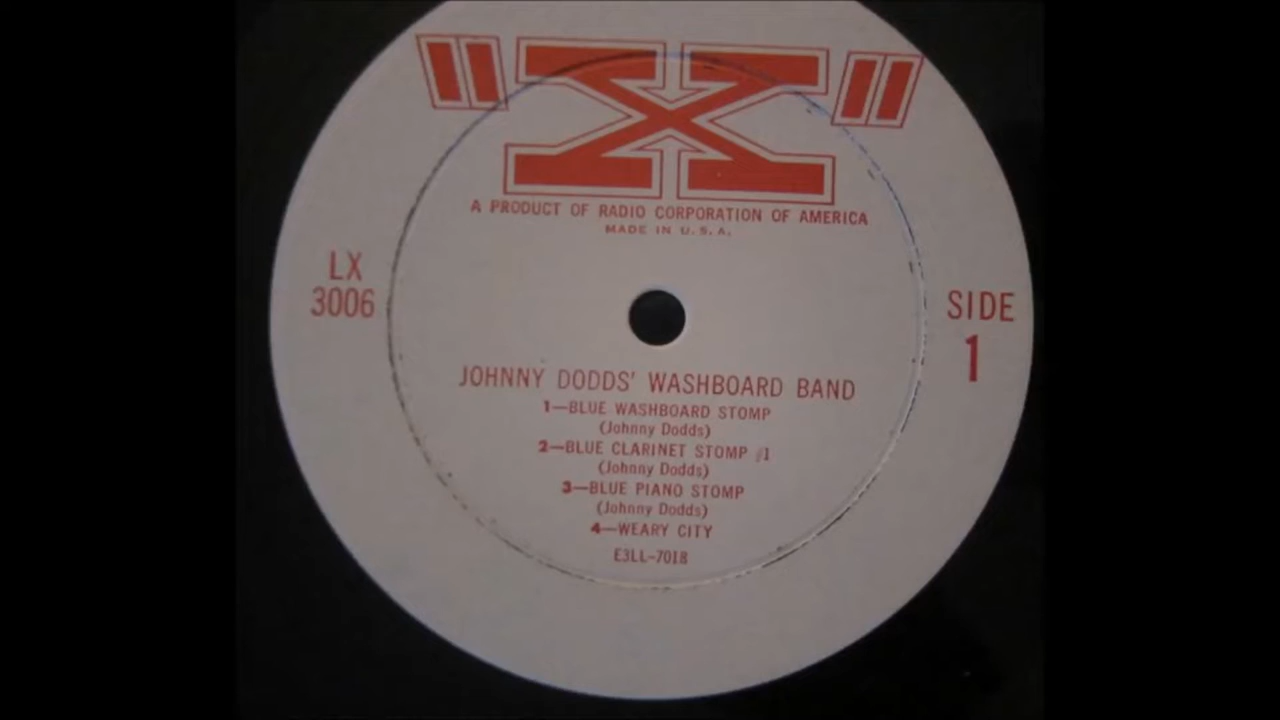 "X"
A PRODUCT OF RADIO CORPORATION OF AMERICA
MADE IN U.S.A.
LX
3006
SIDE
1
JOHNNY DODDS' WASHBOARD BAND
1—BLUE WASHBOARD STOMP
(Johnny Dodds)
2—BLUE CLARINET STOMP #1
(Johnny Dodds)
3—BLUE PIANO STOMP
(Johnny Dodds)
4—WEARY CITY
E3LL-7018